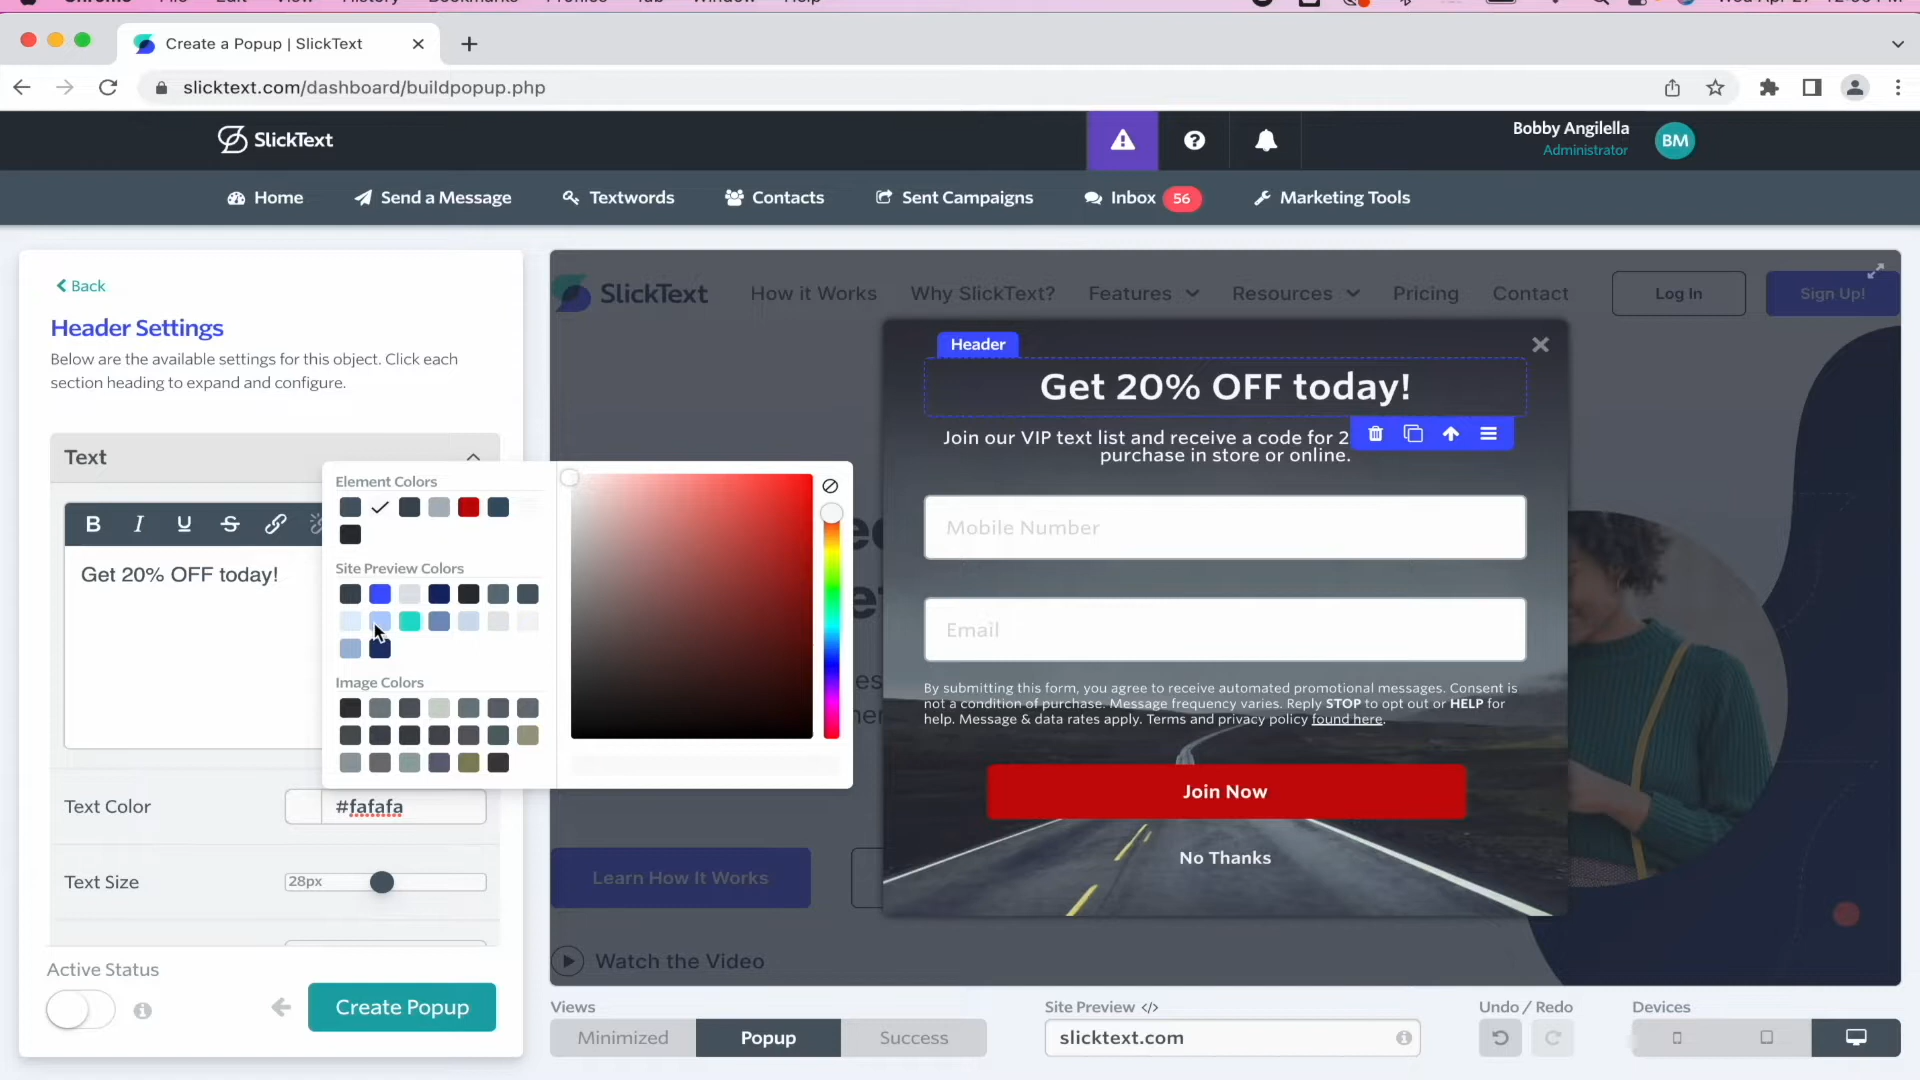 Create a Popup | SlickText
slicktext.com/dashboard/buildpopup.php
SlickText
Bobby Angilella
Administrator
BM
Home
Send a Message
Textwords
Contacts
Sent Campaigns
Inbox 56
Marketing Tools
Back
Header Settings
Below are the available settings for this object. Click each
section heading to expand and configure.
Text
B I U S
Get 20% OFF today!
Element Colors
Site Preview Colors
Image Colors
Text Color
#fafafa
Text Size
28px
Active Status
Create Popup
SlickText
How it Works
Why SlickText?
Features
Resources
Pricing
Contact
Log In
Sign Up!
Header
Get 20% OFF today!
Join our VIP text list and receive a code for 2
purchase in store or online.
Mobile Number
Email
By submitting this form, you agree to receive automated promotional messages. Consent is
not a condition of purchase. Message frequency varies. Reply STOP to opt out or HELP for
help. Message & data rates apply. Terms and privacy policy found here.
Join Now
No Thanks
Learn How It Works
Watch the Video
Views
Minimized
Popup
Success
Site Preview </>
slicktext.com
Undo / Redo
Devices